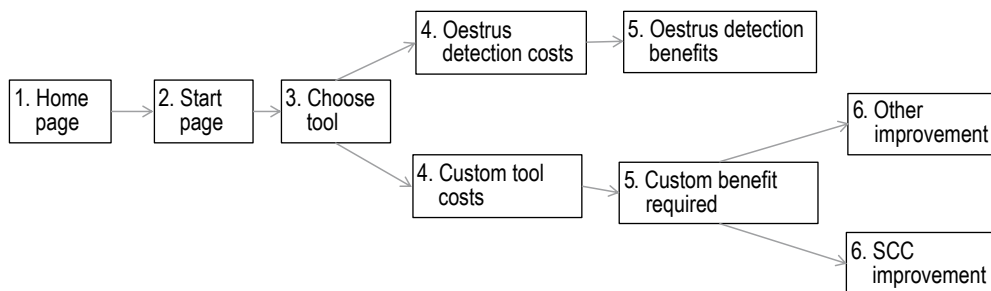 1. Home
page
2. Start
page
3. Choose
tool
4. Oestrus
detection costs
5. Oestrus detection
benefits
4. Custom tool
costs
5. Custom benefit
required
6. Other
improvement
6. SCC
improvement